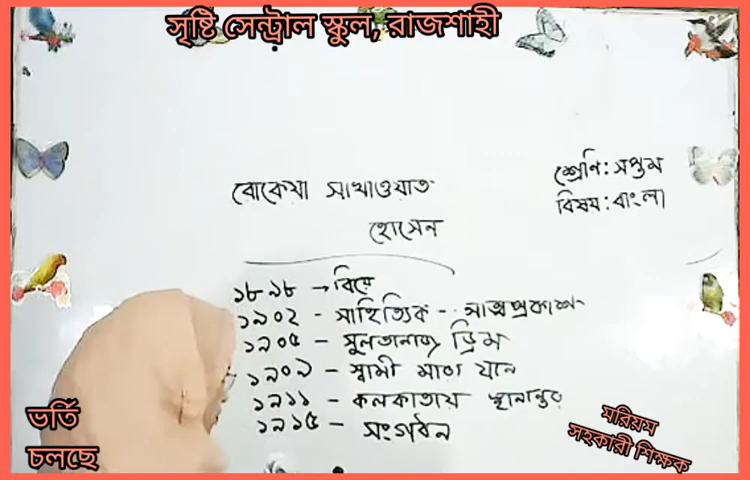 সৃষ্টি সেন্ট্রাল স্কুল, রাজশাহী
শ্রেণি: সপ্তম
বিষয়: বাংলা
রোকেয়া সাখাওয়াত
হোসেন
১৮৯৮ → বিয়ে
১৯০২ - সাহিত্যিক - আত্মপ্রকাশ
১৯০৫ - সুলতানাজ ড্রিম
১৯০৯ - স্বামী মারা যান
১৯১১ - কলকাতায় স্থানান্তর
১৯১৫ - সংগঠন
ভর্তি
চলছে
মরিয়ম
সহকারী শিক্ষক